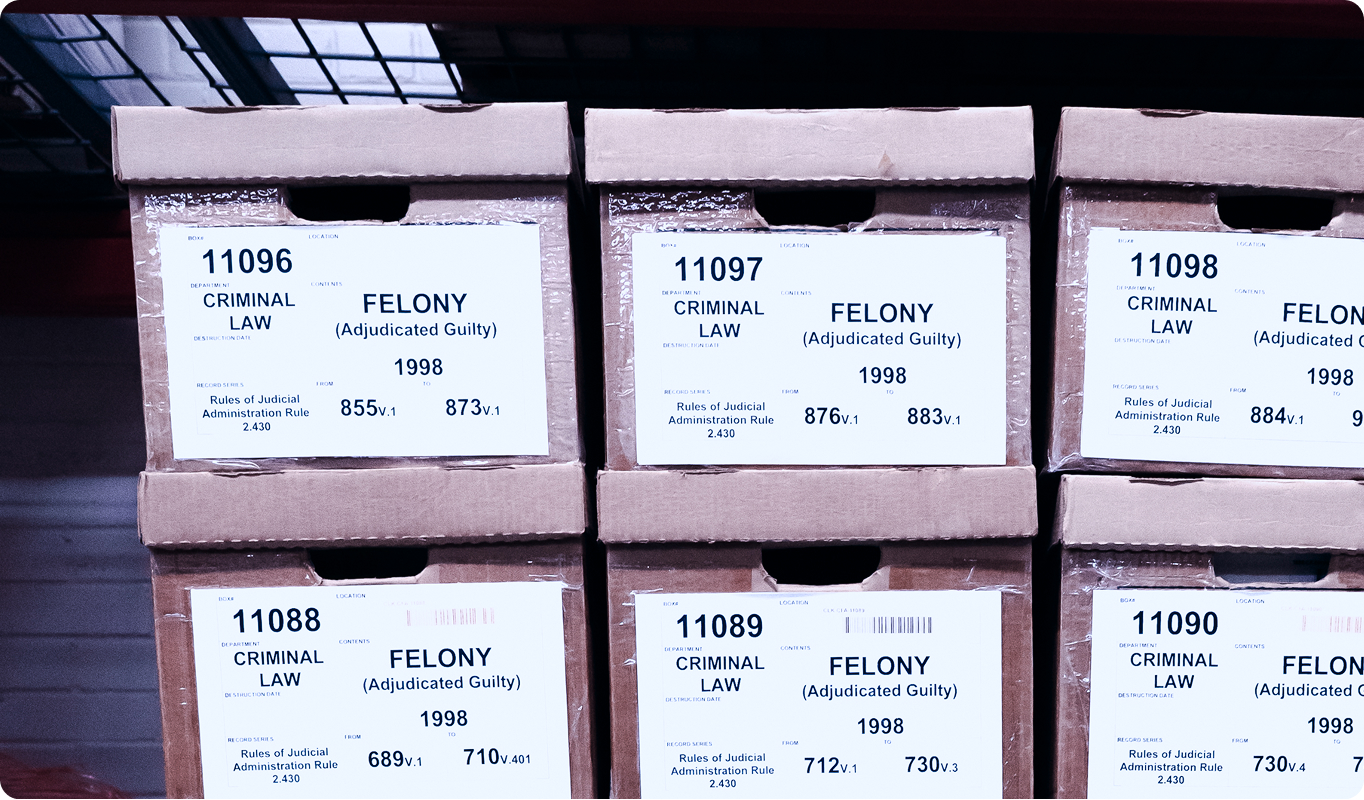 BOX#
LOCATION
11096
DEPARTMENT
CONTENTS
CRIMINAL
LAW
FELONY
(Adjudicated Guilty)
DESTRUCTION DATE
1998
RECORD SERIES
FROM
TO
Rules of Judicial
Administration Rule
2.430
855V.1
873V.1
BOX#
LOCATION
11097
DEPARTMENT
CONTENTS
CRIMINAL
LAW
FELONY
(Adjudicated Guilty)
DESTRUCTION DATE
1998
RECORD SERIES
FROM
TO
Rules of Judicial
Administration Rule
2.430
876V.1
883V.1
BOX#
LOCATION
11098
DEPARTMENT
CONTENTS
CRIMINAL
LAW
FELON
(Adjudicated G
DESTRUCTION DATE
1998
RECORD SERIES
FROM
TO
Rules of Judicial
Administration Rule
2.430
884V.1
9
BOX#
LOCATION
11088
DEPARTMENT
CONTENTS
CRIMINAL
LAW
FELONY
(Adjudicated Guilty)
DESTRUCTION DATE
1998
RECORD SERIES
FROM
TO
Rules of Judicial
Administration Rule
2.430
689V.1
710V.401
BOX#
LOCATION
11089
DEPARTMENT
CONTENTS
CRIMINAL
LAW
FELONY
(Adjudicated Guilty)
DESTRUCTION DATE
1998
RECORD SERIES
FROM
TO
Rules of Judicial
Administration Rule
2.430
712V.1
730V.3
BOX#
LOCATION
11090
DEPARTMENT
CONTENTS
CRIMINAL
LAW
FELON
(Adjudicated G
DESTRUCTION DATE
1998
RECORD SERIES
FROM
TO
Rules of Judicial
Administration Rule
2.430
730V.4
7